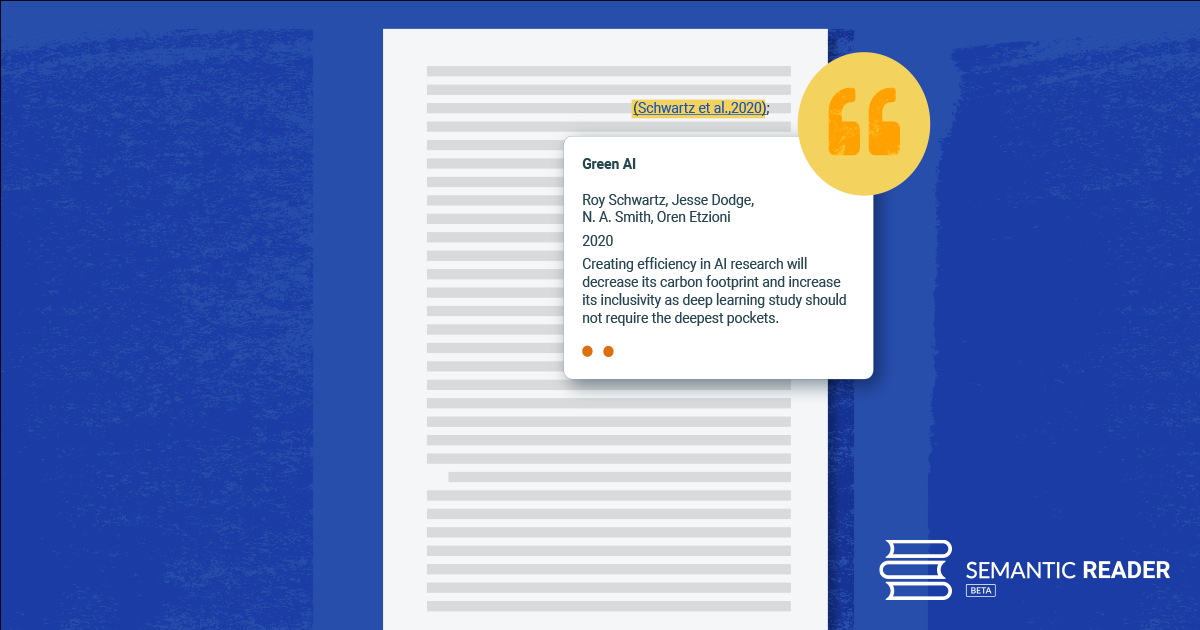 (Schwartz et al.,2020);
Green AI
Roy Schwartz, Jesse Dodge,
N. A. Smith, Oren Etzioni
2020
Creating efficiency in AI research will
decrease its carbon footprint and increase
its inclusivity as deep learning study should
not require the deepest pockets.
SEMANTIC READER
BETA